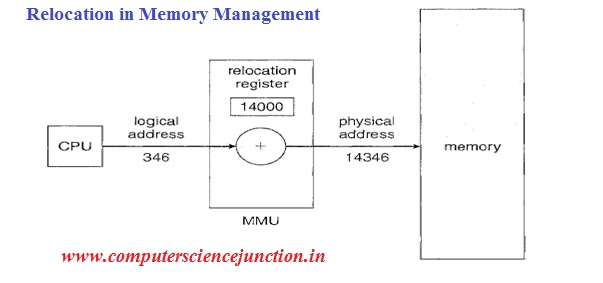 Relocation in Memory Management
relocation
register
14000
logical
address
physical
address
CPU
346
+
14346
memory
MMU
www.computersciencejunction.in